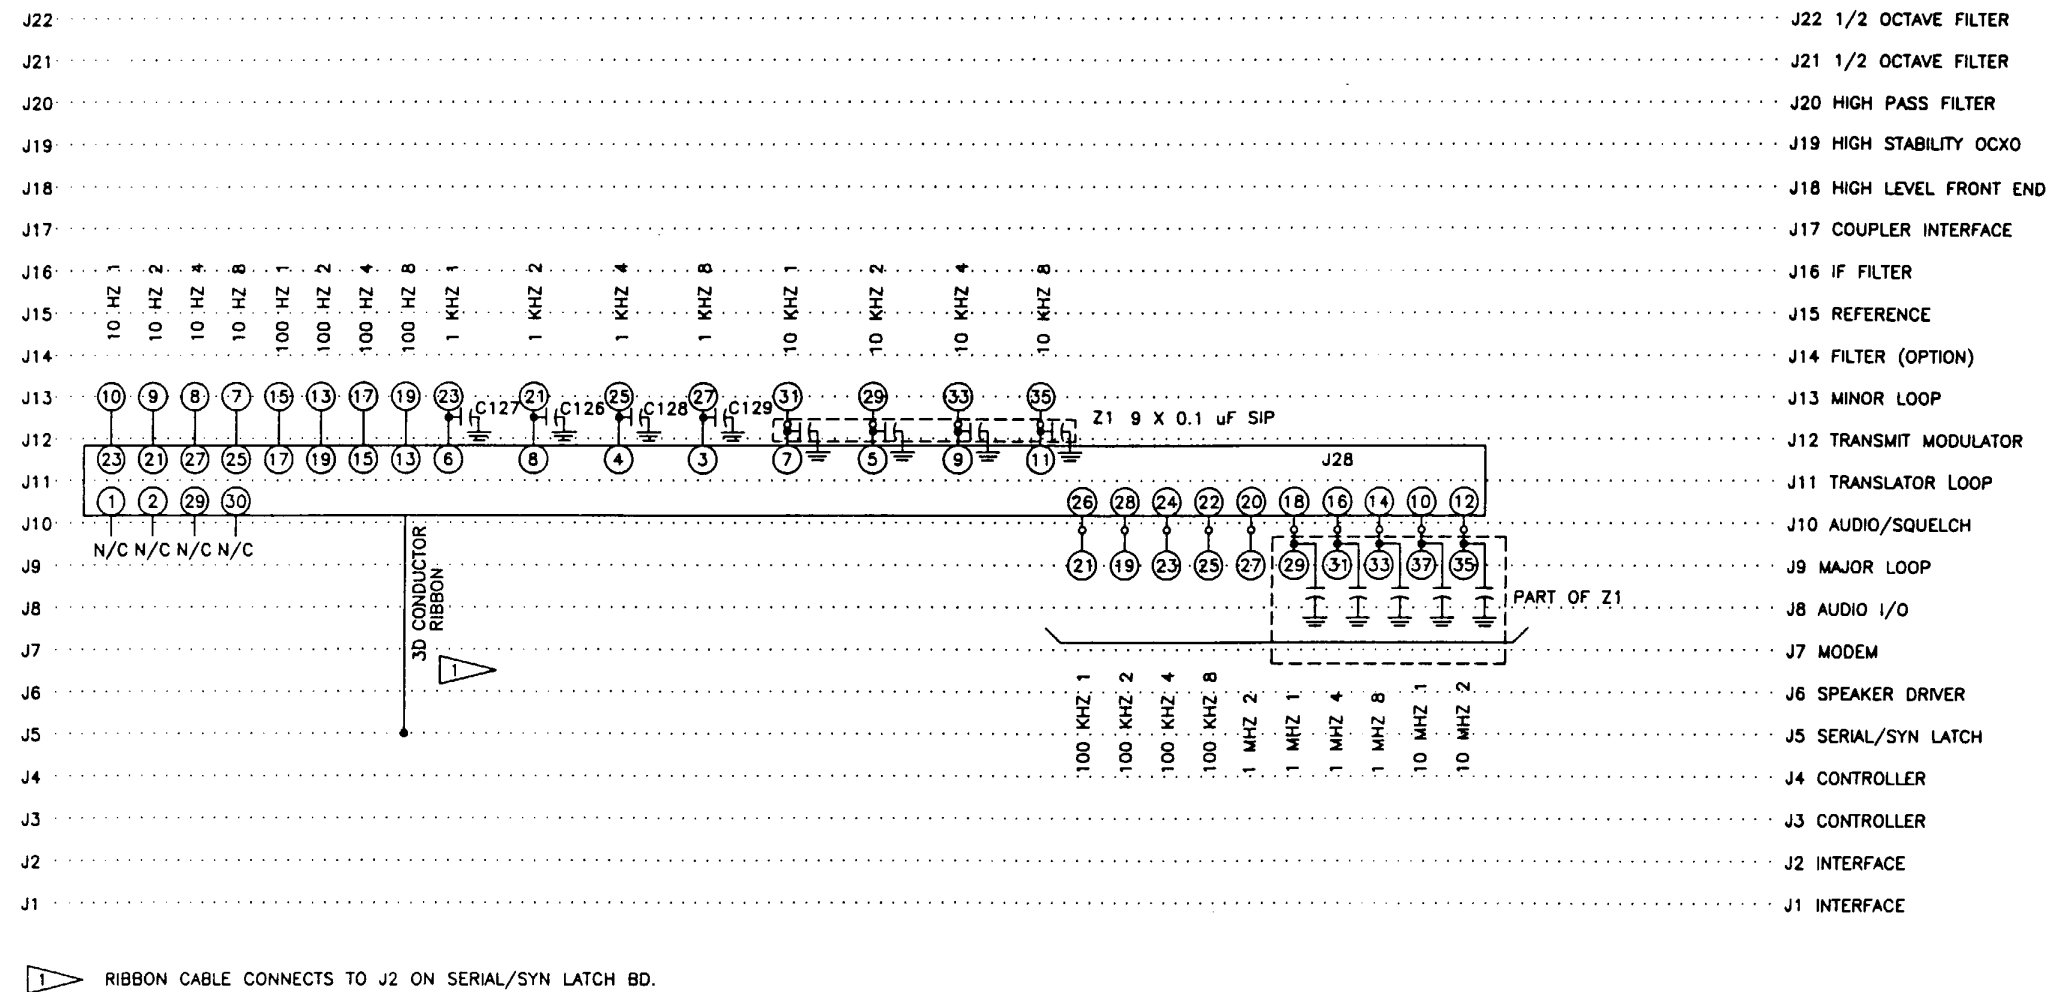 J22 J22 1/2 OCTAVE FILTER
J21 J21 1/2 OCTAVE FILTER
J20 J20 HIGH PASS FILTER
J19 J19 HIGH STABILITY OCXO
J18 J18 HIGH LEVEL FRONT END
J17 J17 COUPLER INTERFACE
J16 J16 IF FILTER
10 HZ 1
10 HZ 2
10 HZ 4
10 HZ 8
100 HZ 1
100 HZ 2
100 HZ 4
100 HZ 8
1 KHZ 1
1 KHZ 2
1 KHZ 4
1 KHZ 8
10 KHZ 1
10 KHZ 2
10 KHZ 4
10 KHZ 8
J15 J15 REFERENCE
J14 J14 FILTER (OPTION)
J13 10 9 8 7 15 13 17 19 23 21 25 27 31 29 33 35 J13 MINOR LOOP
C127 C126 C128 C129 Z1 9 X 0.1 uF SIP
J12 J12 TRANSMIT MODULATOR
23 21 27 25 17 19 15 13 6 8 4 3 7 5 9 11 J28
J11 J11 TRANSLATOR LOOP
1 2 29 30 26 28 24 22 20 18 16 14 10 12
J10 J10 AUDIO/SQUELCH
N/C N/C N/C N/C
3D CONDUCTOR
RIBBON
J9 21 19 23 25 27 29 31 33 37 35 J9 MAJOR LOOP
PART OF Z1
J8 J8 AUDIO I/O
J7 J7 MODEM
1
J6 J6 SPEAKER DRIVER
100 KHZ 1
100 KHZ 2
100 KHZ 4
100 KHZ 8
1 MHZ 2
1 MHZ 1
1 MHZ 4
1 MHZ 8
10 MHZ 1
10 MHZ 2
J5 J5 SERIAL/SYN LATCH
J4 J4 CONTROLLER
J3 J3 CONTROLLER
J2 J2 INTERFACE
J1 J1 INTERFACE
1 RIBBON CABLE CONNECTS TO J2 ON SERIAL/SYN LATCH BD.